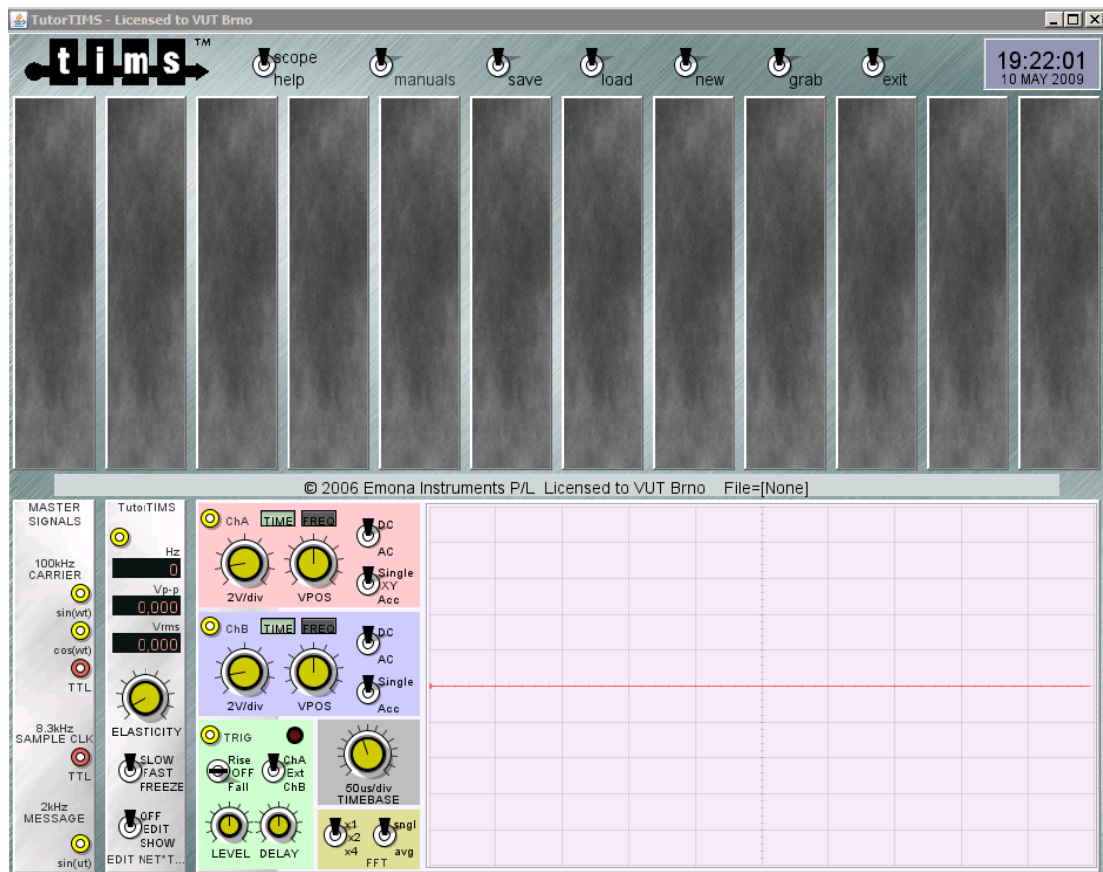 TutorTIMS - Licensed to VUT Brno
tims TM
scope
help
manuals
save
load
new
grab
exit
19:22:01
10 MAY 2009
© 2006 Emona Instruments P/L Licensed to VUT Brno File=[None]
MASTER
SIGNALS
100kHz
CARRIER
sin(wt)
cos(wt)
TTL
8.3kHz
SAMPLE CLK
TTL
2kHz
MESSAGE
sin(ut)
TutorTIMS
Hz
0
Vp-p
0,000
Vrms
0,000
ELASTICITY
SLOW
FAST
FREEZE
OFF
EDIT
SHOW
EDIT NET*T...
ChA TIME FREQ
DC
AC
Single
XY
Acc
2V/div VPOS
ChB TIME FREQ
DC
AC
Single
Acc
2V/div VPOS
TRIG
Rise
OFF
Fall
ChA
Ext
ChB
LEVEL DELAY
50us/div
TIMEBASE
x1
x2
x4
sngl
avg
FFT